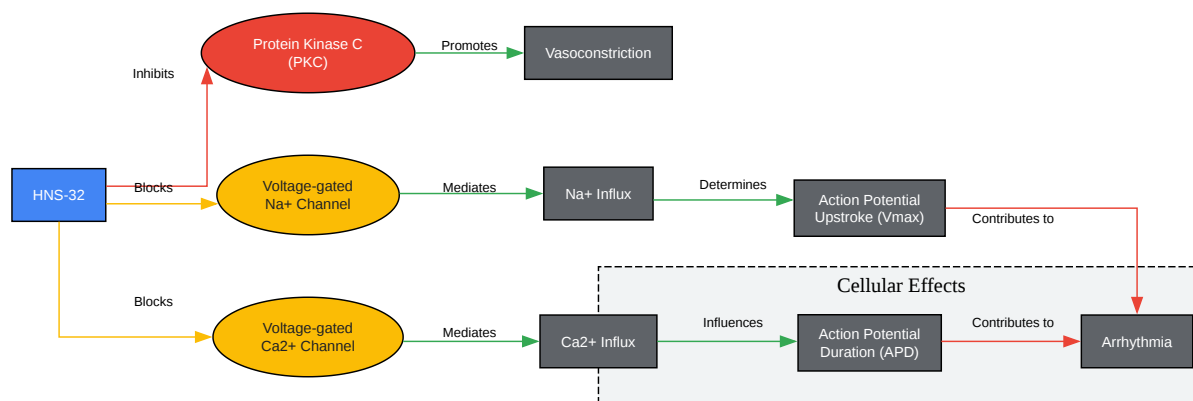 Protein Kinase C
(PKC)
Promotes
Vasoconstriction
Inhibits
HNS-32
Blocks
Voltage-gated
Na+ Channel
Mediates
Na+ Influx
Determines
Action Potential
Upstroke (Vmax)
Contributes to
Cellular Effects
Blocks
Voltage-gated
Ca2+ Channel
Mediates
Ca2+ Influx
Influences
Action Potential
Duration (APD)
Contributes to
Arrhythmia